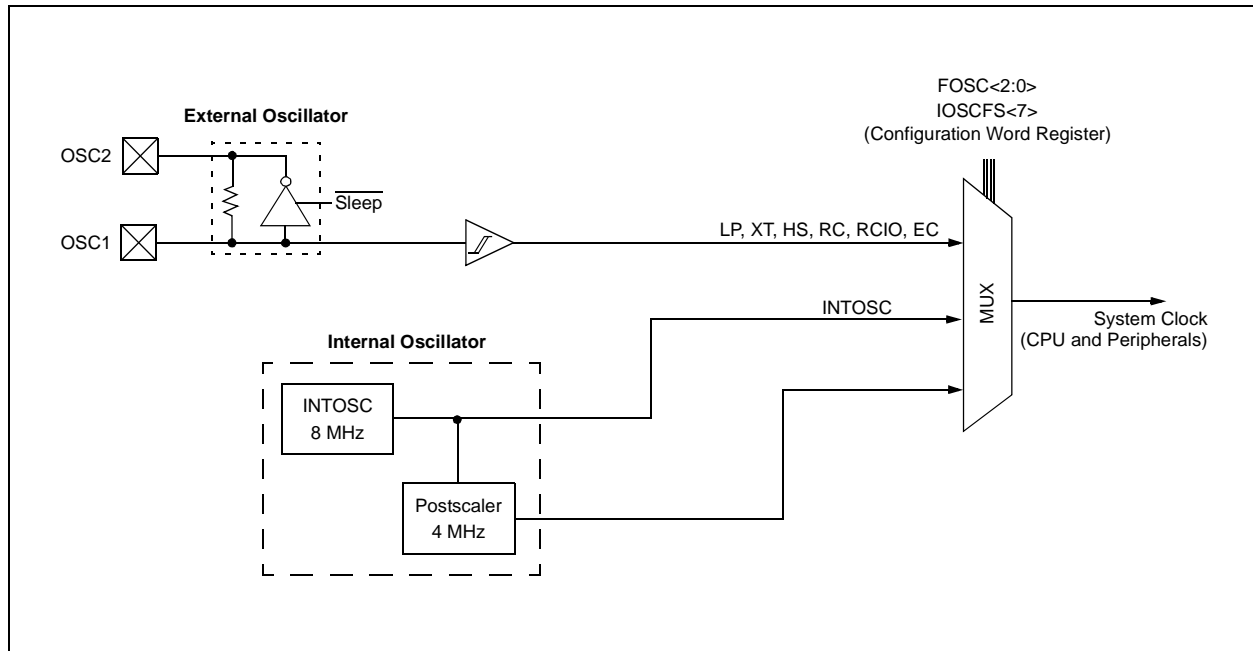 FOSC<2:0>
IOSCFS<7>
(Configuration Word Register)
External Oscillator
OSC2
Sleep
OSC1
LP, XT, HS, RC, RCIO, EC
MUX
INTOSC
System Clock
(CPU and Peripherals)
Internal Oscillator
INTOSC
8 MHz
Postscaler
4 MHz